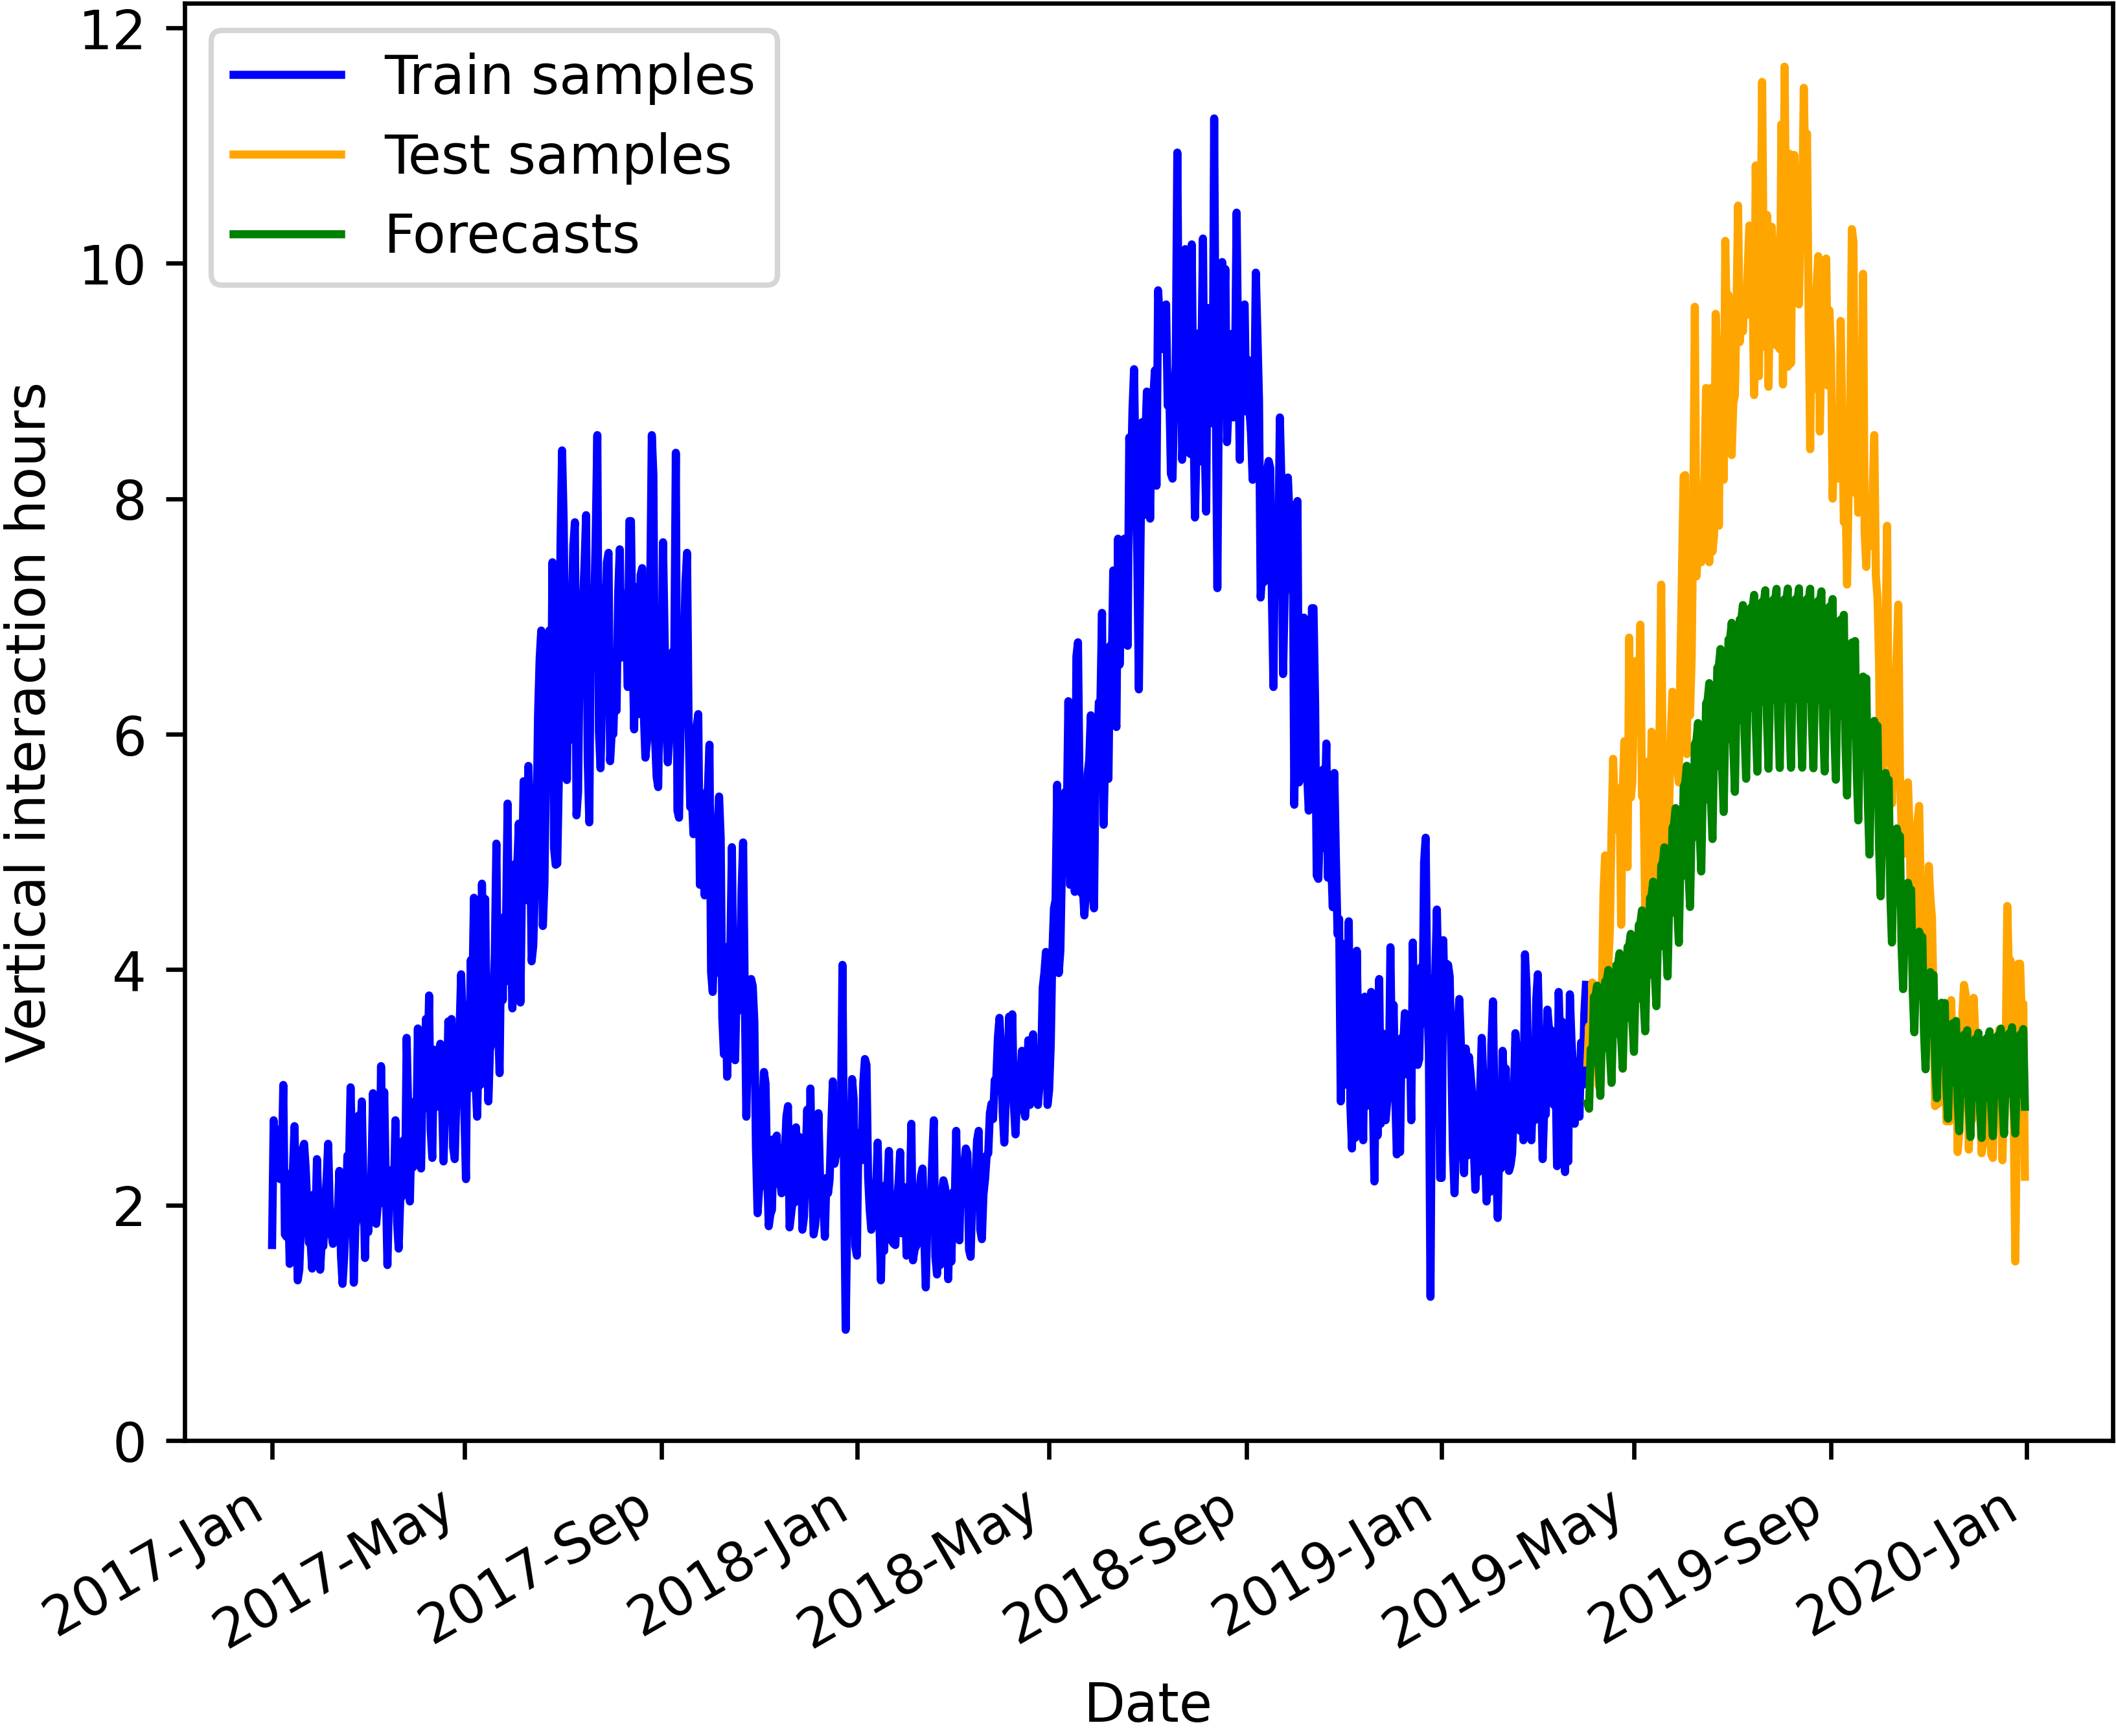 12
10
8
6
4
2
0
Vertical interaction hours
Train samples
Test samples
Forecasts
2017-Jan
2017-May
2017-Sep
2018-Jan
2018-May
2018-Sep
2019-Jan
2019-May
2019-Sep
2020-Jan
Date